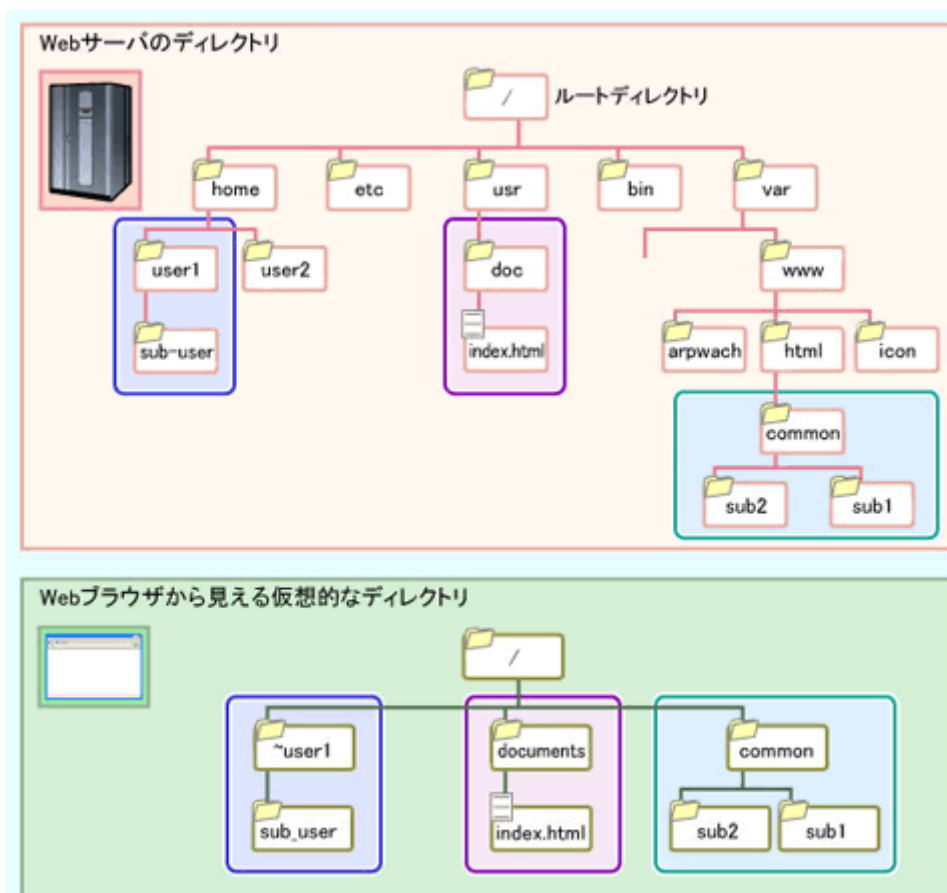 Webサーバのディレクトリ
/ ルートディレクトリ
home etc usr bin var
user1 user2 doc www
sub-user index.html arpwach html icon
common
sub2 sub1
Webブラウザから見える仮想的なディレクトリ
/
~user1 documents common
sub_user index.html sub2 sub1